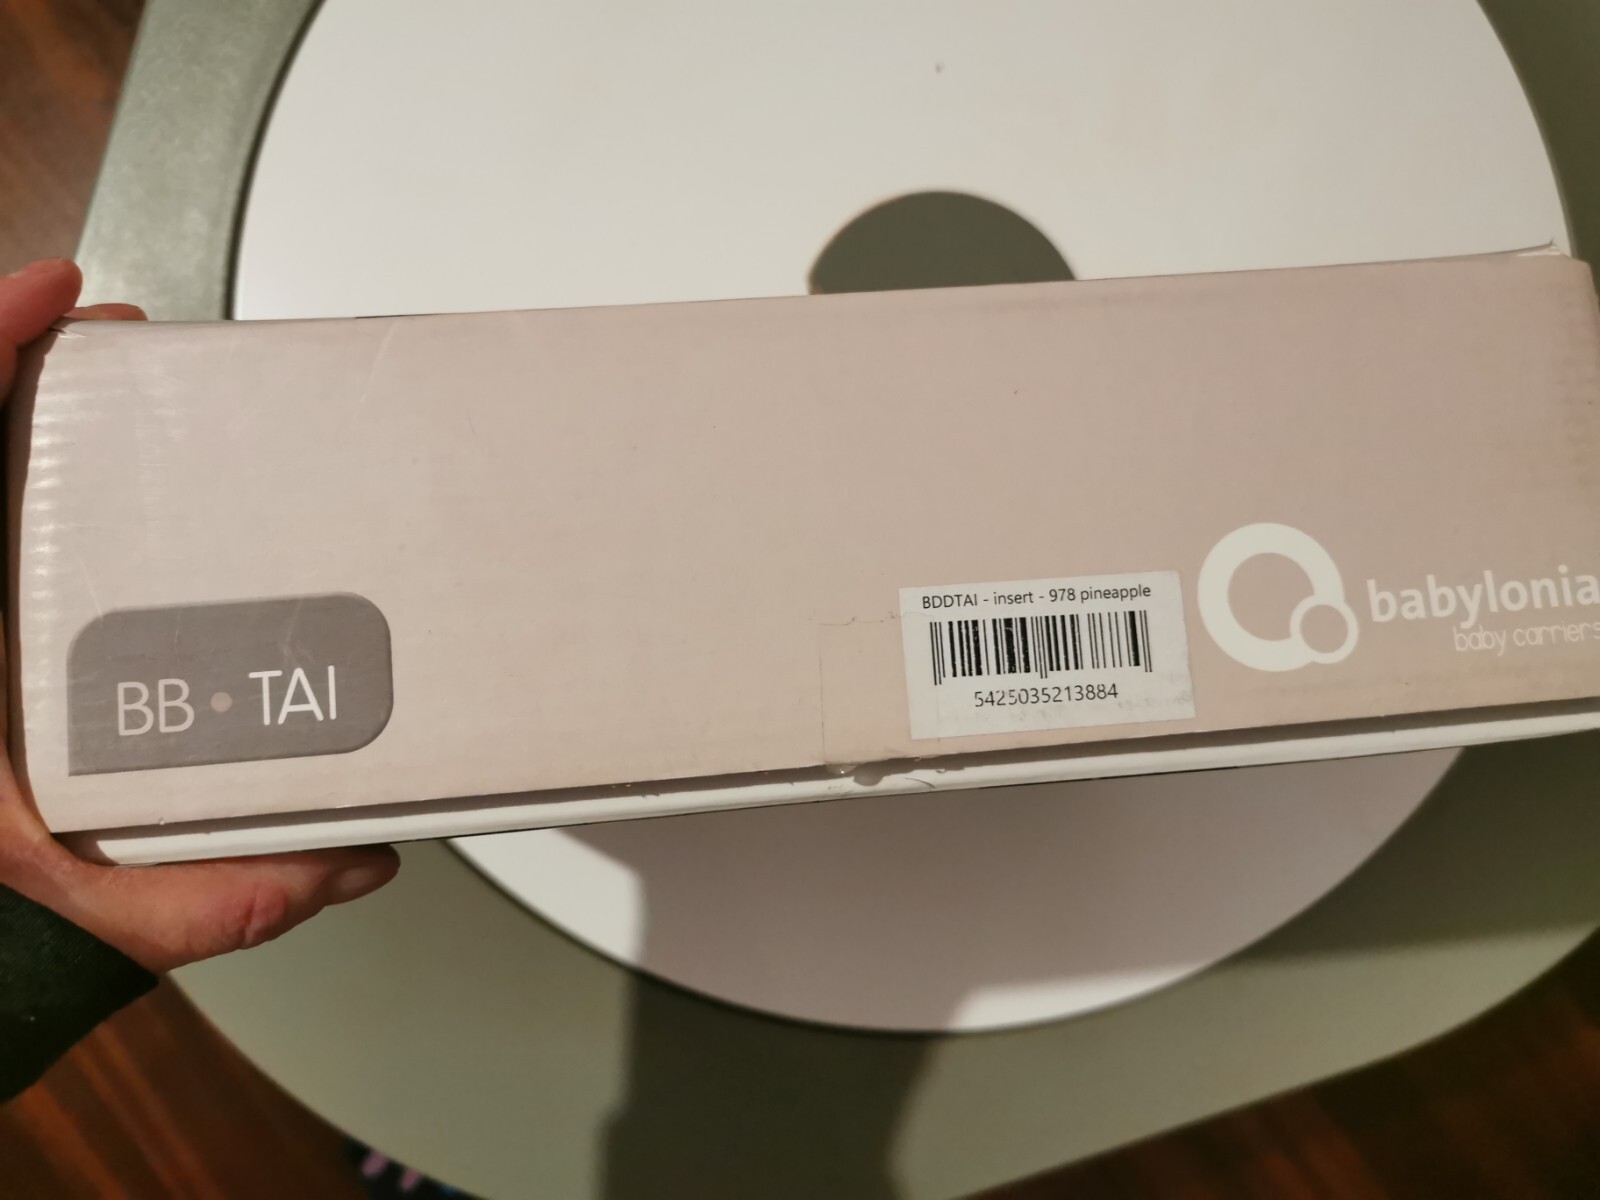 BB • TAI
BDDTAI - insert - 978 pineapple
5425035213884
babylonia
baby carriers